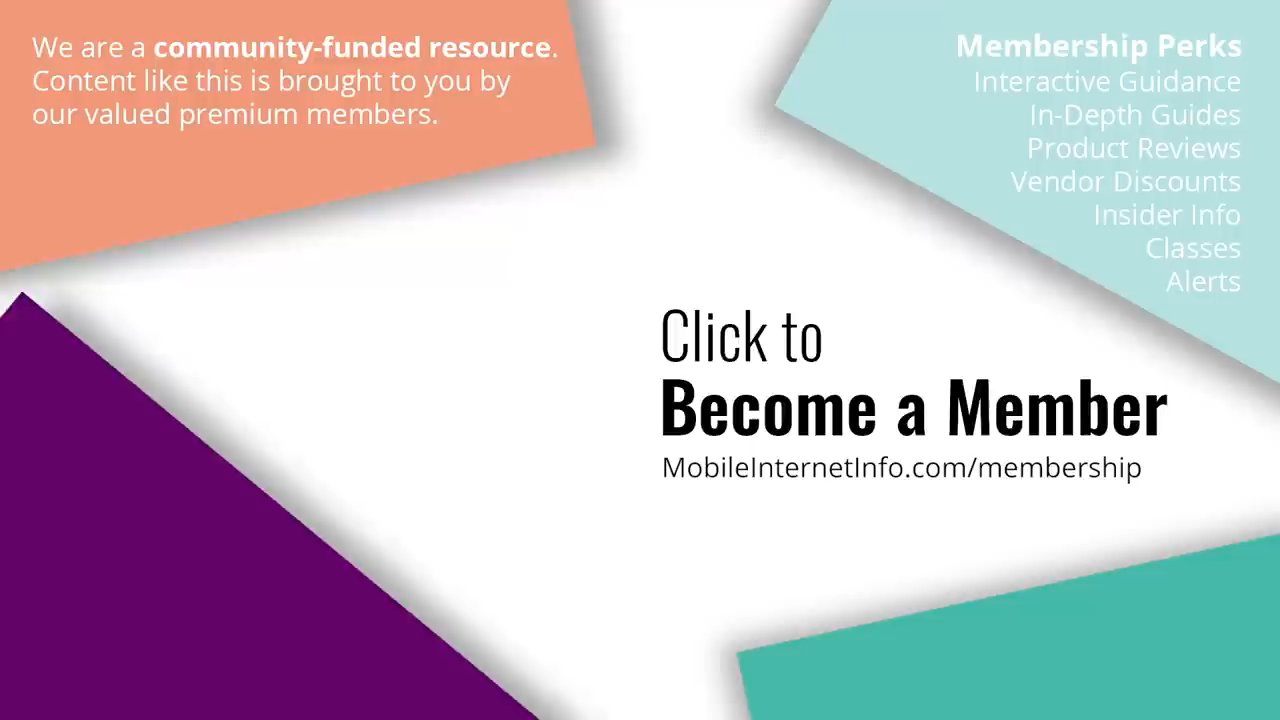 We are a community-funded resource.
Content like this is brought to you by
our valued premium members.
Membership Perks
Interactive Guidance
In-Depth Guides
Product Reviews
Vendor Discounts
Insider Info
Classes
Alerts
Click to
Become a Member
MobileInternetInfo.com/membership